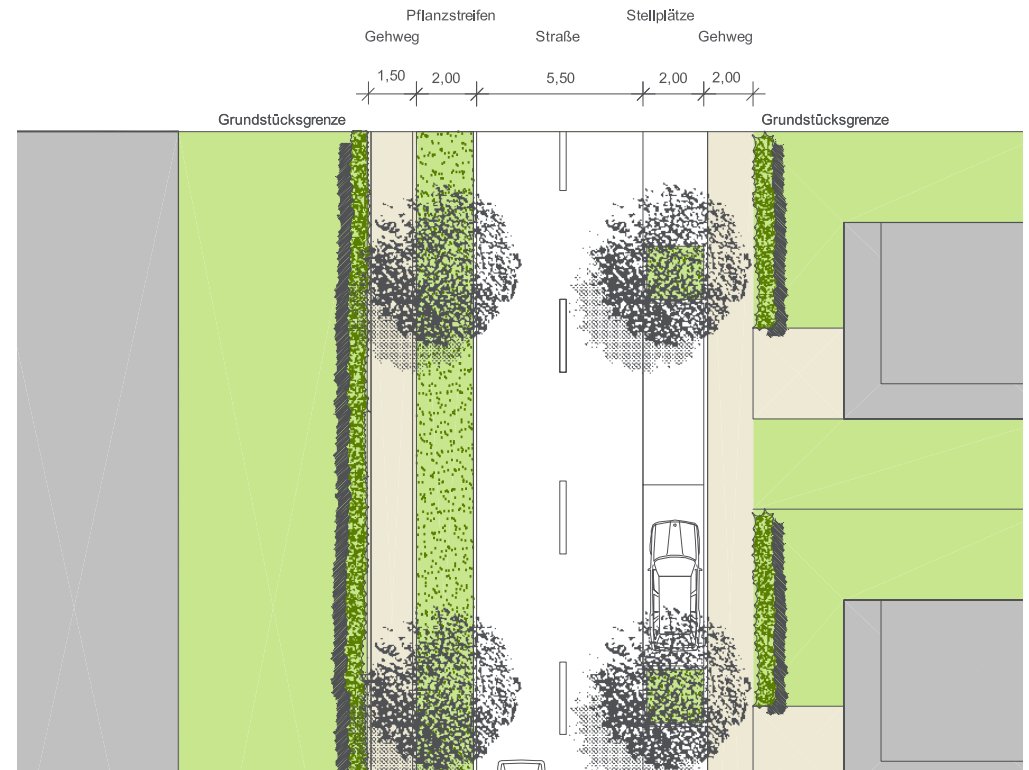 Pflanzstreifen Stellplätze
Gehweg Straße Gehweg
1,50 2,00 5,50 2,00 2,00
Grundstücksgrenze Grundstücksgrenze